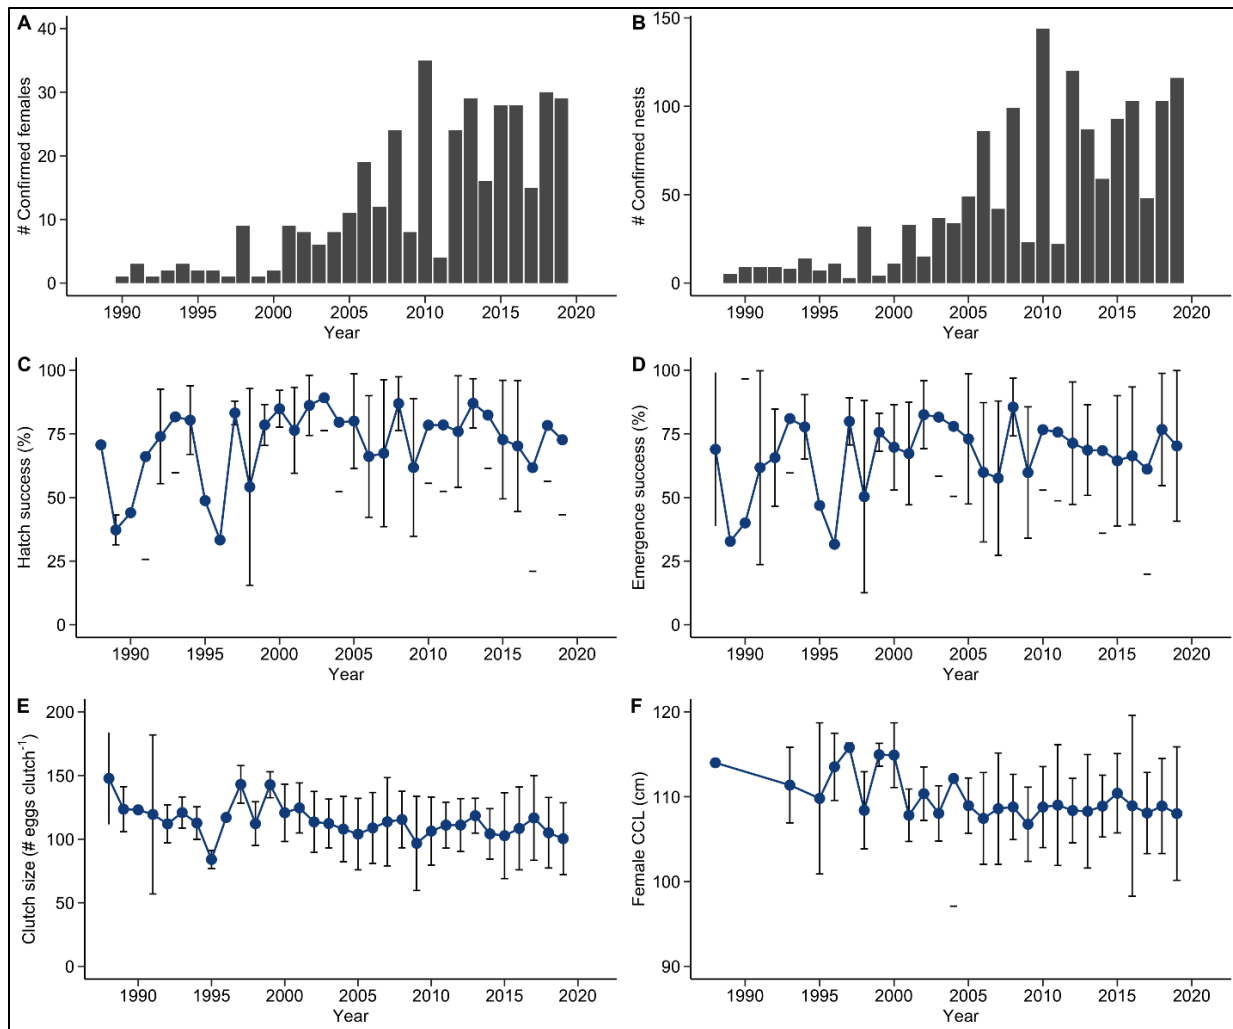 A
# Confirmed females
40
30
20
10
0
1990 1995 2000 2005 2010 2015 2020
Year
B
# Confirmed nests
150
100
50
0
1990 1995 2000 2005 2010 2015 2020
Year
C
Hatch success (%)
100
75
50
25
0
1990 1995 2000 2005 2010 2015 2020
Year
D
Emergence success (%)
100
75
50
25
0
1990 1995 2000 2005 2010 2015 2020
Year
E
Clutch size (# eggs clutch⁻¹)
200
150
100
50
0
1990 1995 2000 2005 2010 2015 2020
Year
F
Female CCL (cm)
120
110
100
90
1990 1995 2000 2005 2010 2015 2020
Year